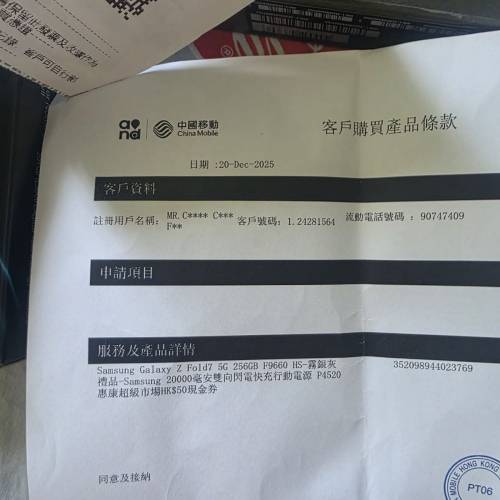 中國移動
China Mobile
客戶購買產品條款
日期 :20-Dec-2025
客戶資料
註冊用戶名稱: MR.C**** C*** F** 客戶號碼: 1.24281564 流動電話號碼 : 90747409
申請項目
服務及產品詳情
Samsung Galaxy Z Fold7 5G 256GB F9660 HS-霧銀灰 352098944023769
禮品-Samsung 20000毫安雙向閃電快充行動電源 P4520
惠康超級市場HK$50現金券
同意及接納
MOBILE HONG KONG
PT06